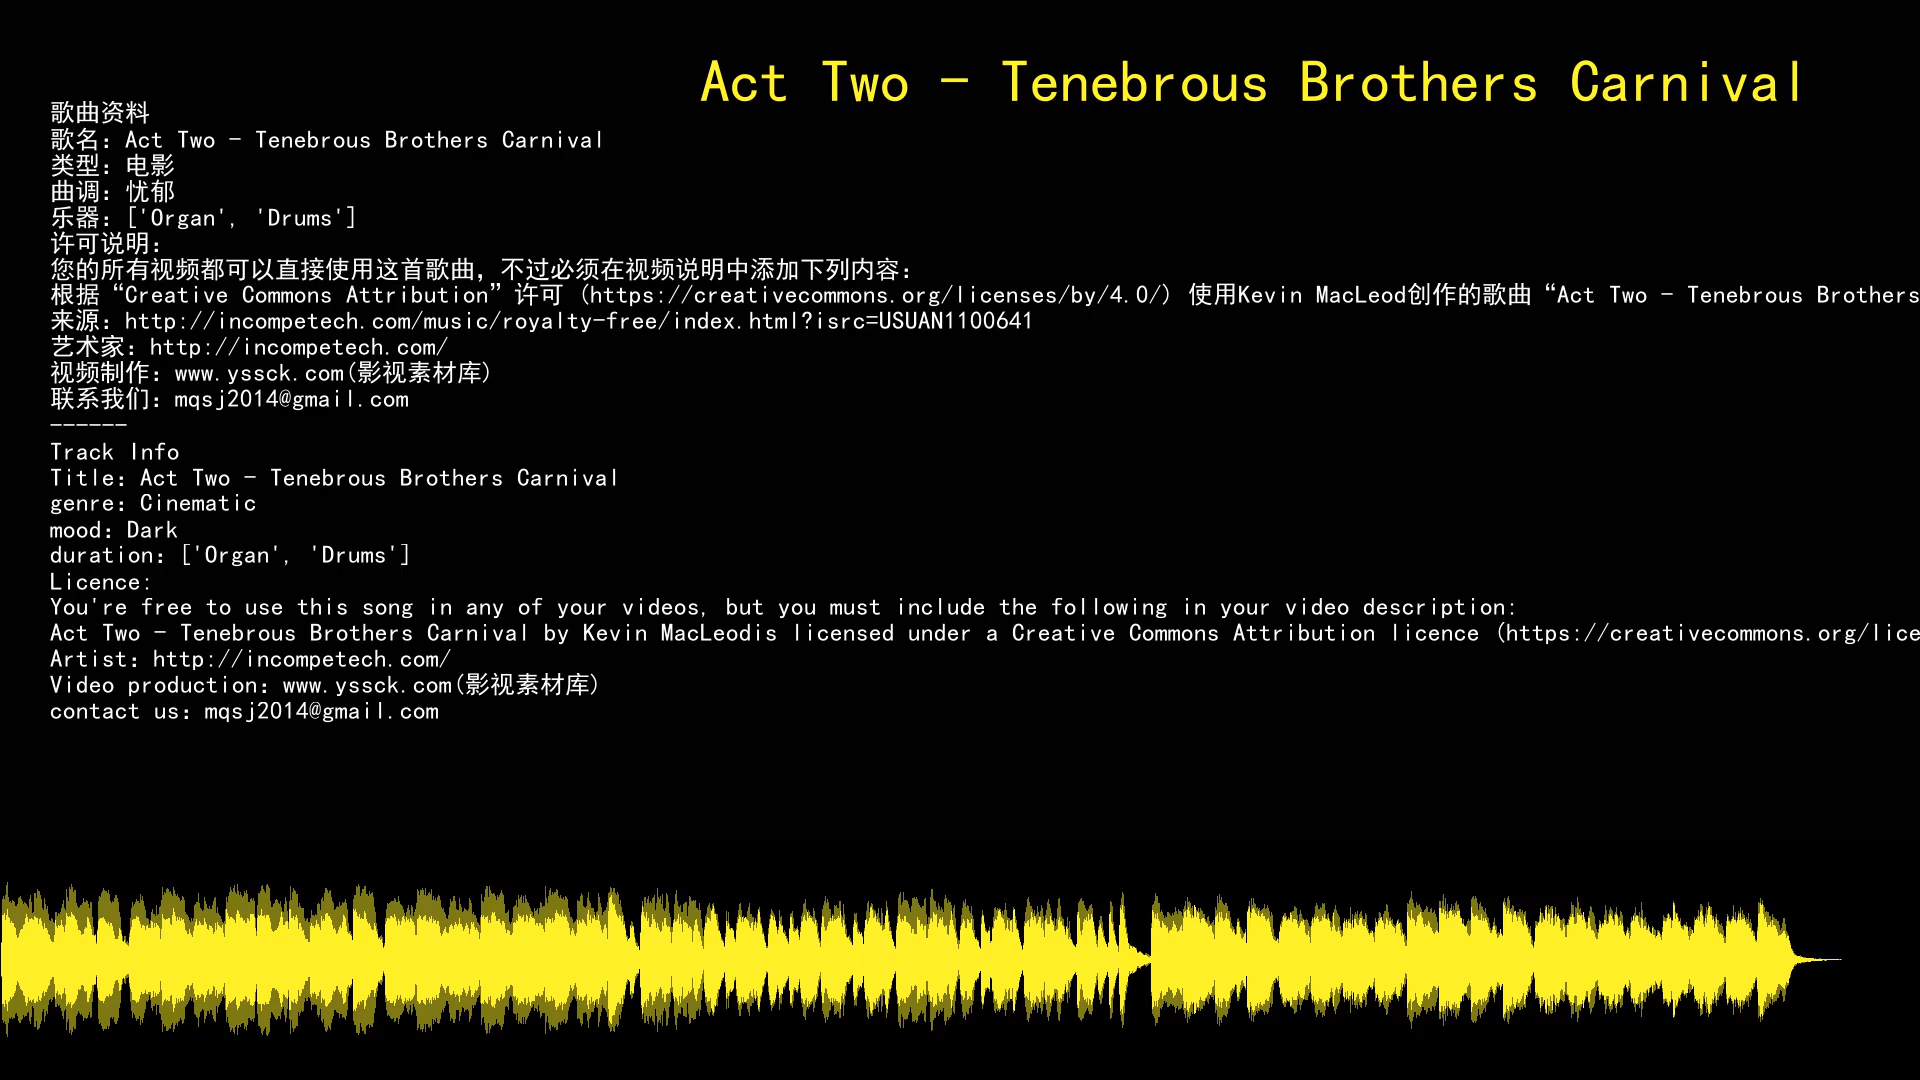 Act Two - Tenebrous Brothers Carnival
歌曲资料
歌名：Act Two - Tenebrous Brothers Carnival
类型：电影
曲调：忧郁
乐器：['Organ', 'Drums']
许可说明：
您的所有视频都可以直接使用这首歌曲，不过必须在视频说明中添加下列内容：
根据“Creative Commons Attribution”许可 (https://creativecommons.org/licenses/by/4.0/) 使用Kevin MacLeod创作的歌曲“Act Two - Tenebrous Brothers
来源：http://incompetech.com/music/royalty-free/index.html?isrc=USUAN1100641
艺术家：http://incompetech.com/
视频制作：www.yssck.com(影视素材库)
联系我们：mqsj2014@gmail.com
------
Track Info
Title：Act Two - Tenebrous Brothers Carnival
genre：Cinematic
mood：Dark
duration：['Organ', 'Drums']
Licence:
You're free to use this song in any of your videos, but you must include the following in your video description:
Act Two - Tenebrous Brothers Carnival by Kevin MacLeodis licensed under a Creative Commons Attribution licence (https://creativecommons.org/lice
Artist：http://incompetech.com/
Video production：www.yssck.com(影视素材库)
contact us：mqsj2014@gmail.com